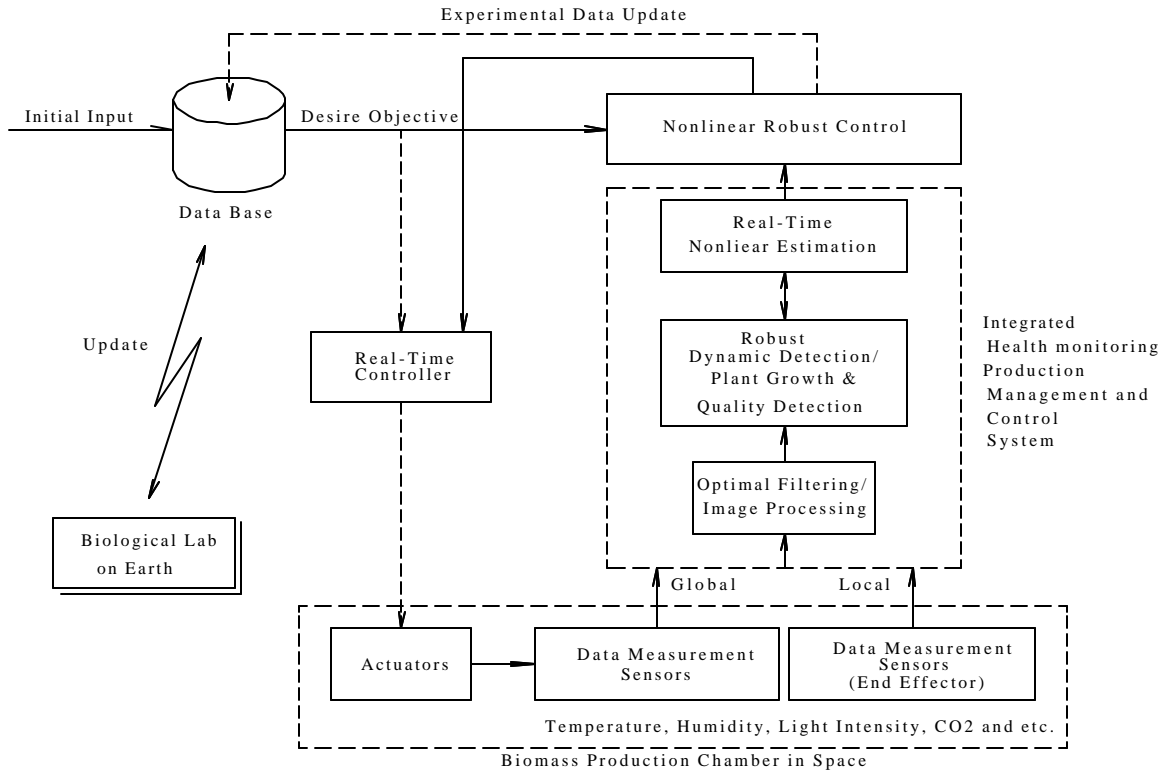 Experimental Data Update
Initial Input
Desire Objective
Nonlinear Robust Control
Data Base
Real-Time
Nonliear Estimation
Update
Real-Time
Controller
Robust
Dynamic Detection/
Plant Growth &
Quality Detection
Integrated
Health monitoring
Production
Management and
Control
System
Optimal Filtering/
Image Processing
Biological Lab
on Earth
Global
Local
Actuators
Data Measurement
Sensors
Data Measurement
Sensors
(End Effector)
Temperature, Humidity, Light Intensity, CO2 and etc.
Biomass Production Chamber in Space